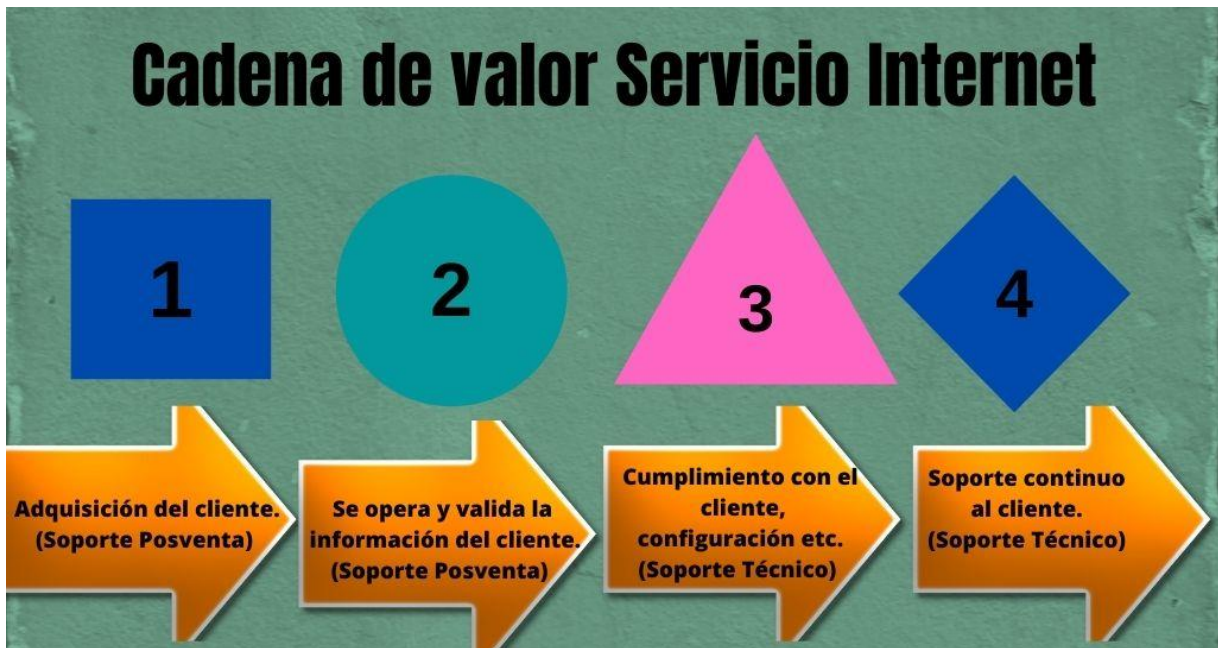 Cadena de valor Servicio Internet
1
2
3
4
Adquisición del cliente.
(Soporte Posventa)
Se opera y valida la
información del cliente.
(Soporte Posventa)
Cumplimiento con el
cliente,
configuración etc.
(Soporte Técnico)
Soporte continuo
al cliente.
(Soporte Técnico)